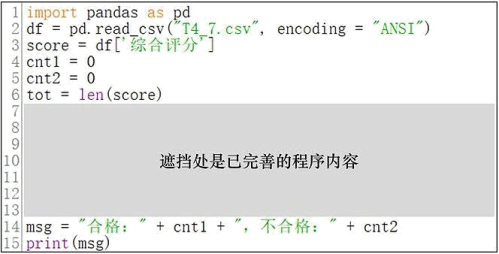 1 import pandas as pd
2 df = pd.read_csv("T4_7.csv", encoding = "ANSI")
3 score = df['综合评分']
4 cnt1 = 0
5 cnt2 = 0
6 tot = len(score)
7
8
9
10 遮挡处是已完善的程序内容
11
12
13
14 msg = "合格：" + cnt1 + "，不合格：" + cnt2
15 print(msg)